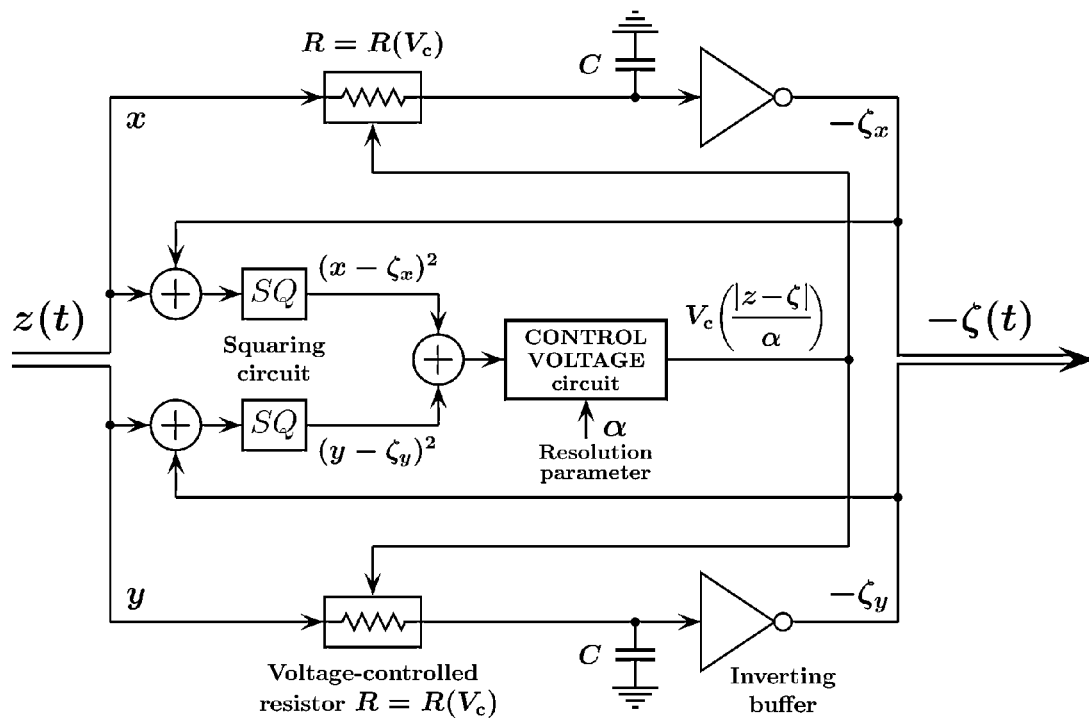 R = R(V_c)
C
x
−ζ_x
z(t)
SQ
(x − ζ_x)²
Squaring
circuit
CONTROL
VOLTAGE
circuit
V_c(|z−ζ|/α)
−ζ(t)
SQ
(y − ζ_y)²
α
Resolution
parameter
y
−ζ_y
C
Voltage-controlled
resistor R = R(V_c)
Inverting
buffer